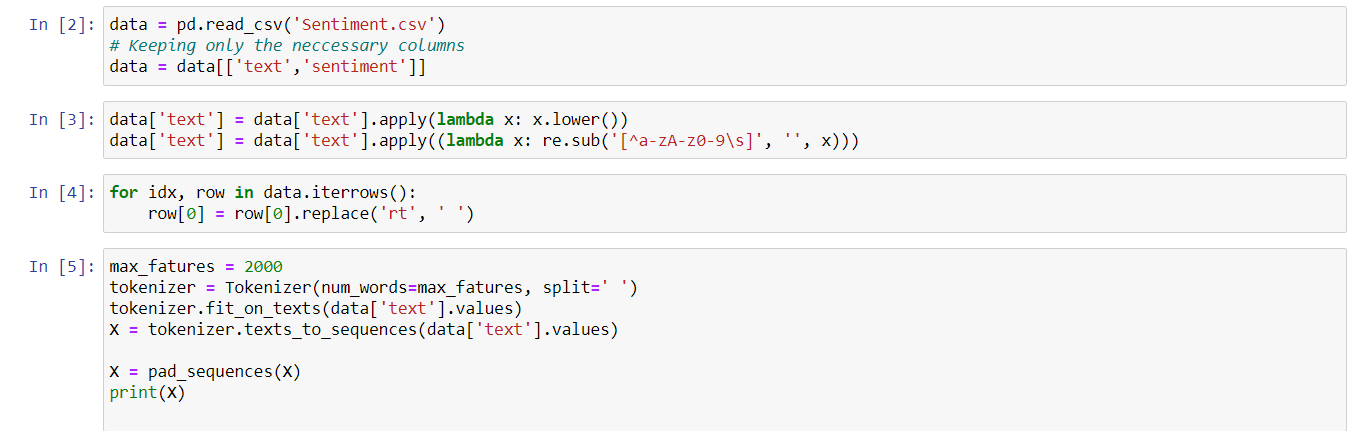 In [2]: data = pd.read_csv('Sentiment.csv')
# Keeping only the neccessary columns
data = data[['text','sentiment']]
In [3]: data['text'] = data['text'].apply(lambda x: x.lower())
data['text'] = data['text'].apply((lambda x: re.sub('[^a-zA-z0-9\s]', '', x)))
In [4]: for idx, row in data.iterrows():
    row[0] = row[0].replace('rt', ' ')
In [5]: max_fatures = 2000
tokenizer = Tokenizer(num_words=max_fatures, split=' ')
tokenizer.fit_on_texts(data['text'].values)
X = tokenizer.texts_to_sequences(data['text'].values)
X = pad_sequences(X)
print(X)